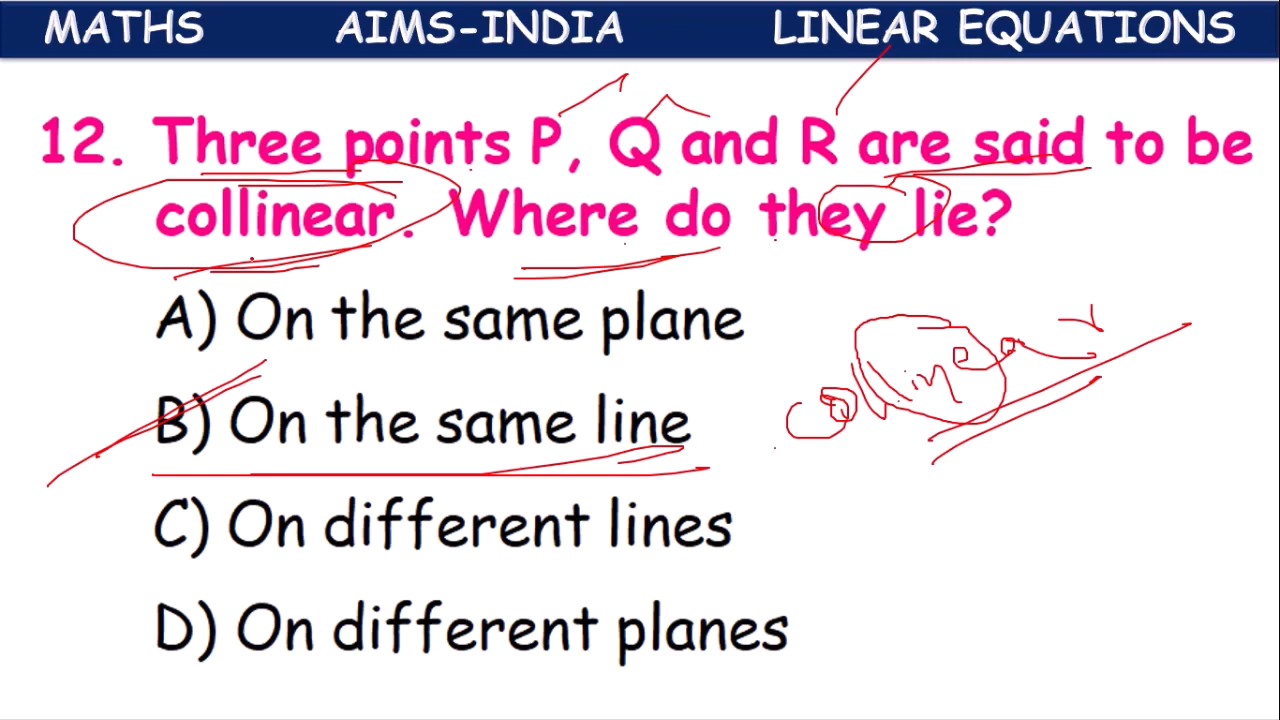 MATHS AIMS-INDIA LINEAR EQUATIONS
12. Three points P, Q and R are said to be
collinear. Where do they lie?
A) On the same plane
B) On the same line
C) On different lines
D) On different planes